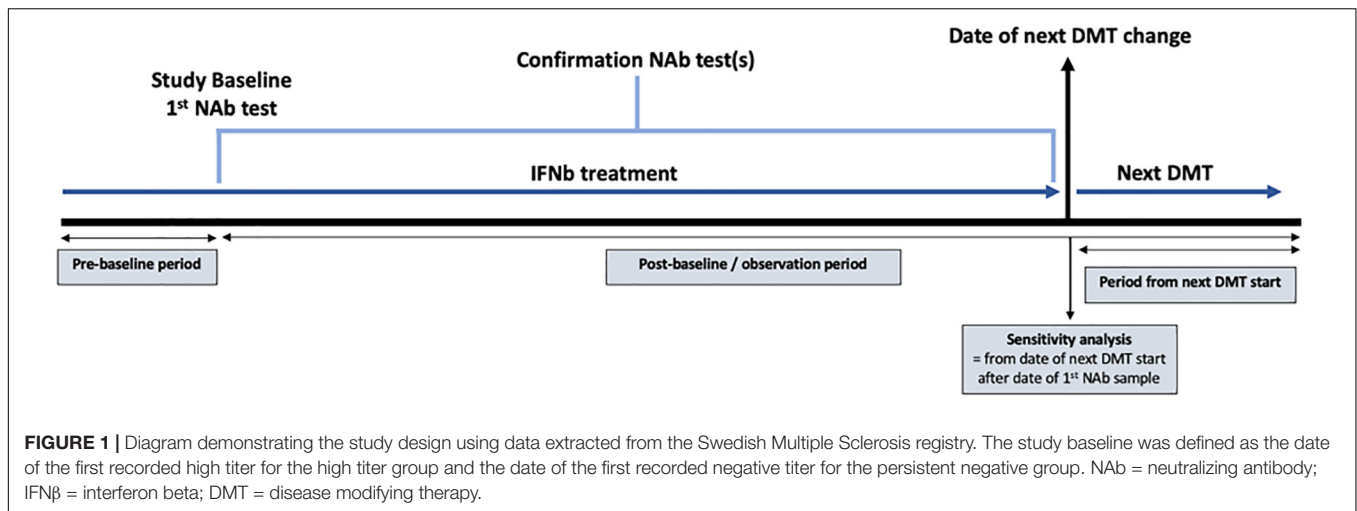 Date of next DMT change
Confirmation NAb test(s)
Study Baseline
1st NAb test
IFNb treatment
Next DMT
Pre-baseline period
Post-baseline / observation period
Period from next DMT start
Sensitivity analysis
= from date of next DMT start
after date of 1st NAb sample
FIGURE 1 | Diagram demonstrating the study design using data extracted from the Swedish Multiple Sclerosis registry. The study baseline was defined as the date
of the first recorded high titer for the high titer group and the date of the first recorded negative titer for the persistent negative group. NAb = neutralizing antibody;
IFNβ = interferon beta; DMT = disease modifying therapy.